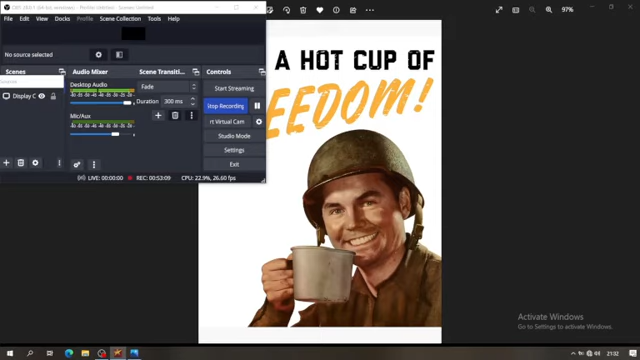 File Edit View Docks Profile Scene Collection Tools Help
No source selected
Scenes
Audio Mixer
Scene Transiti...
Controls
Desktop Audio
Fade
Start Streaming
Display C
Duration 300 ms
Stop Recording
Mic/Aux
rt Virtual Cam
Studio Mode
Settings
Exit
LIVE: 00:00:00 REC: 00:53:09 CPU: 22.9%, 26.60 fps
97%
A HOT CUP OF
EEDOM!
Activate Windows
Go to Settings to activate Windows.
21:32